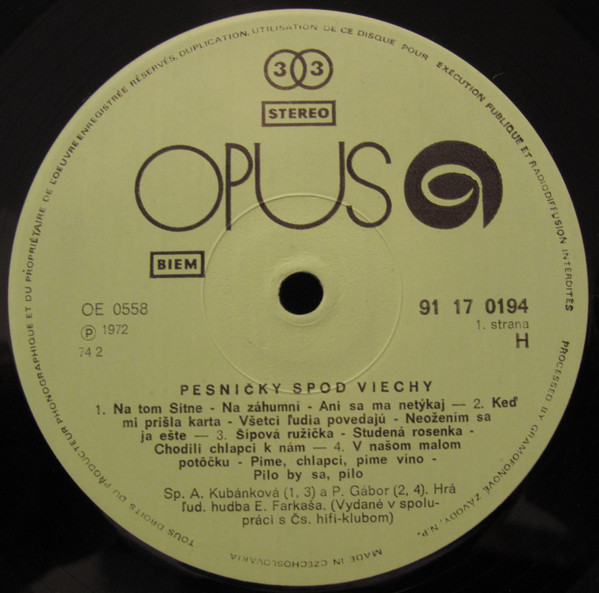 TOUS DROITS DU PRODUCTEUR PHONOGRAPHIQUE ET DU PROPRIÉTAIRE DE L'OEUVRE ENREGISTRÉE RÉSERVÉS, DUPLICATION, UTILISATION DE CE DISQUE POUR EXÉCUTION PUBLIQUE ET RADIODIFFUSION INTERDITES
33
STEREO
OPUS
BIEM
OE 0558
℗ 1972
74 2
91 17 0194
1. strana
H
PESNIČKY SPOD VIECHY
1. Na tom Sitne - Na záhumní - Ani sa ma netýkaj — 2. Keď
mi prišla karta - Všetci ľudia povedajú - Neožením sa
ja ešte — 3. Šípová ružička - Studená rosenka -
Chodili chlapci k nám — 4. V našom malom
potôčku - Pime, chlapci, pime víno -
Pilo by sa, pilo
Sp. A. Kubánková (1, 3) a P. Gábor (2, 4). Hrá
ľud. hudba E. Farkaša. (Vydané v spolu-
práci s Čs. hifi-klubom)
MADE IN CZECHOSLOVAKIA
PROCESSED BY GRAMOFONOVÉ ZÁVODY, N.P.